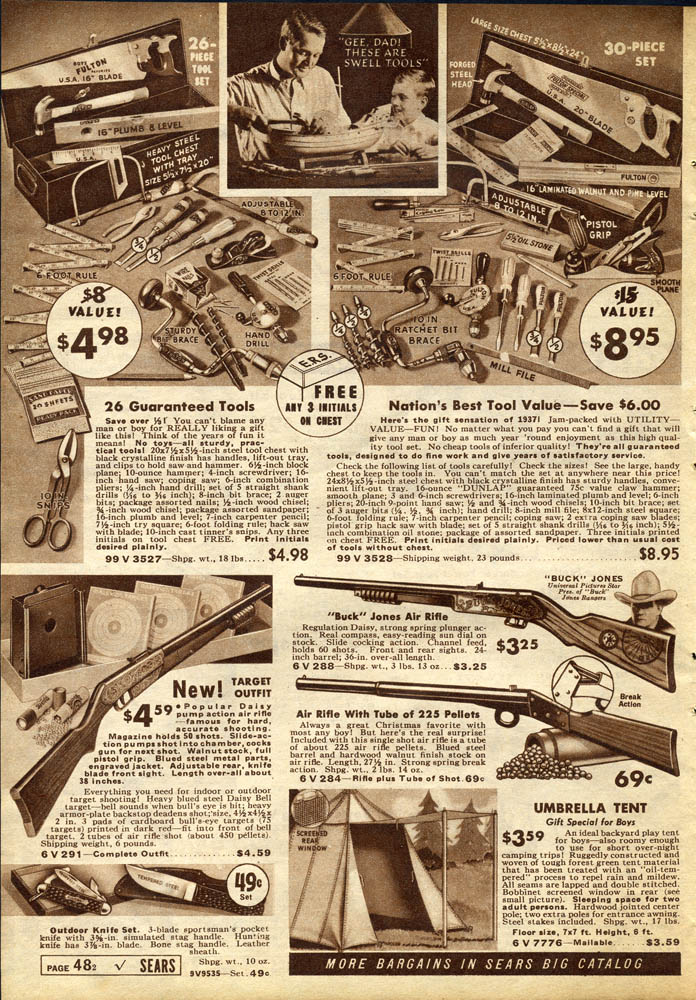 26-
PIECE
TOOL
SET
BOYS
FULTON
U.S.A. 16" BLADE
16" PLUMB & LEVEL
U.S.A.
HEAVY STEEL
TOOL CHEST
WITH TRAY
SIZE 5½x7½x20"
"GEE, DAD!
THESE ARE
SWELL TOOLS"
LARGE SIZE CHEST 5½x8½x24"
30-PIECE
SET
FORGED
STEEL
HEAD
FULTON SPECIAL
U.S.A. 20" BLADE
FULTON
16" LAMINATED WALNUT AND PINE LEVEL
ADJUSTABLE
8 TO 12 IN.
PISTOL
GRIP
5½ OIL STONE
SMOOTH
PLANE
ADJUSTABLE
8 TO 12 IN.
6 FOOT RULE
6 FOOT RULE
WIRE
NAILS
TWIST DRILLS
TWIST DRILLS
$8
VALUE!
$4.98
STURDY
BIT BRACE
HAND
DRILL
10 IN.
RATCHET BIT
BRACE
MILL FILE
$15
VALUE!
$8.95
SANDPAPER
20 SHEETS
READY PACK
10 IN.
SNIPS
E.R.S.
FREE
ANY 3 INITIALS
ON CHEST
26 Guaranteed Tools
Save over ⅓! You can't blame any
man or boy for REALLY liking a gift
like this! Think of the years of fun it
means! No toys—all sturdy, prac-
tical tools! 20x7½x5½-inch steel tool chest with
black crystalline finish has handles, lift-out tray,
and clips to hold saw and hammer. 6½-inch block
plane; 10-ounce hammer; 4-inch screwdriver; 16-
inch hand saw; coping saw; 6-inch combination
pliers; ¼-inch hand drill; set of 5 straight shank
drills (1/16 to 3/16 inch); 8-inch bit brace; 2 auger
bits; package assorted nails; ½-inch wood chisel;
¾-inch wood chisel; package assorted sandpaper;
16-inch plumb and level; 7-inch carpenter pencil;
7½-inch try square; 6-foot folding rule; hack saw
with blade; 10-inch cast tinner's snips. Any three
initials on tool chest FREE. Print initials
desired plainly.
99 V 3527—Shpg. wt., 18 lbs..... $4.98
Nation's Best Tool Value—Save $6.00
Here's the gift sensation of 1937! Jam-packed with UTILITY—
VALUE—FUN! No matter what you pay you can't find a gift that will
give any man or boy as much year 'round enjoyment as this high qual-
ity tool set. No cheap tools of inferior quality! They're all guaranteed
tools, designed to do fine work and give years of satisfactory service.
Check the following list of tools carefully! Check the sizes! See the large, handy
chest to keep the tools in. You can't match the set at anywhere near this price!
24x8½x5½-inch steel chest with black crystalline finish has sturdy handles, conve-
nient lift-out tray. 16-ounce "DUNLAP" guaranteed 75c value claw hammer;
smooth plane; 3 and 6-inch screwdrivers; 16-inch laminated plumb and level; 6-inch
pliers; 20-inch 9-point hand saw; ½ and ¾-inch wood chisels; 10-inch bit brace; set
of 3 auger bits (¼, ½, ¾ inch); hand drill; 8-inch mill file; 8x12-inch steel square;
6-foot folding rule; 7-inch carpenter pencil; coping saw; 2 extra coping saw blades;
pistol grip hack saw with blade; set of 5 straight shank drills (1/16 to 3/16 inch); 5½-
inch combination oil stone; package of assorted sandpaper. Three initials printed
on chest FREE. Print initials desired plainly. Priced lower than usual cost
of tools without chest.
99 V 3528—Shipping weight, 23 pounds.............. $8.95
New! TARGET
OUTFIT
$4.59 • Popular Daisy
pump action air rifle
—famous for hard,
accurate shooting.
Magazine holds 50 shots. Slide-ac-
tion pumps shot into chamber, cocks
gun for next shot. Walnut stock, full
pistol grip. Blued steel metal parts,
engraved jacket. Adjustable rear, knife
blade front sight. Length over-all about
38 inches.
Everything you need for indoor or outdoor
target shooting! Heavy blued steel Daisy Bell
target—bell sounds when bull's eye is hit; heavy
armor-plate backstop deadens shot; size, 4½x4½x
2 in. 3 pads of cardboard bull's-eye targets (75
targets) printed in dark red—fit into front of bell
target. 2 tubes of air rifle shot (about 450 pellets).
Shipping weight, 6 pounds.
6 V 291—Complete Outfit............... $4.59
"BUCK" JONES
Universal Pictures Star
Pres. of "Buck"
Jones Rangers
"Buck" Jones Air Rifle
Regulation Daisy, strong spring plunger ac-
tion. Real compass, easy-reading sun dial on
stock. Slide cocking action. Channel feed,
holds 60 shots. Front and rear sights. 24-
inch barrel; 36-in. over-all length.
6 V 288—Shpg. wt., 3 lbs. 13 oz....$3.25
$3.25
Break
Action
Air Rifle With Tube of 225 Pellets
Always a great Christmas favorite with
most any boy! But here's the real surprise!
Included with this single shot air rifle is a tube
of about 225 air rifle pellets. Blued steel
barrel and hardwood walnut finish stock on
air rifle. Length, 27½ in. Strong spring break
action. Shpg. wt., 2 lbs. 14 oz.
6 V 284—Rifle plus Tube of Shot.69c
69c
SCREENED
REAR
WINDOW
UMBRELLA TENT
Gift Special for Boys
$3.59 An ideal backyard play tent
for boys—also roomy enough
to use for short over-night
camping trips! Ruggedly constructed and
woven of tough forest green tent material
that has been treated with an "oil-tem-
pered" process to repel rain and mildew.
All seams are lapped and double stitched.
Bobbinet screened window in rear (see
small picture). Sleeping space for two
adult persons. Hardwood jointed center
pole; two extra poles for entrance awning.
Steel stakes included. Shpg. wt., 17 lbs.
Floor size, 7x7 ft. Height, 6 ft.
6 V 7776—Mailable..........$3.59
TEMPERED STEEL
49c
Set
Outdoor Knife Set. 3-blade sportsman's pocket
knife with 3⅜-in. simulated stag handle. Hunting
knife has 3⅞-in. blade. Bone stag handle. Leather
sheath.
Shpg. wt., 10 oz.
9V9535—Set.49c
PAGE 482 √ SEARS
MORE BARGAINS IN SEARS BIG CATALOG